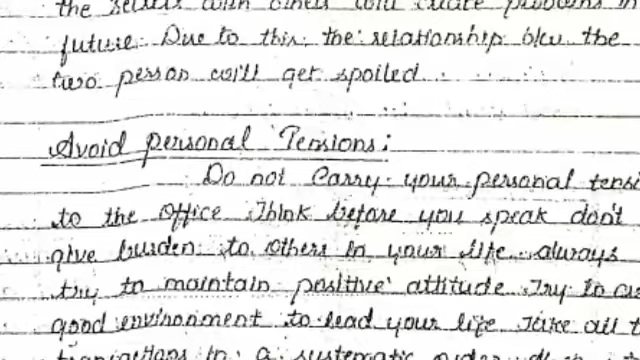 the secrets with others will create problems in
future. Due to this the relationship b/w the
two person will get spoiled.
Avoid personal Tensions:
Do not Carry your personal tensi
to the office. Think before you speak don't
give burden to others in your life. always
try to maintain positive attitude. Try to
good environment to lead your life. Take all t
in a systematic order